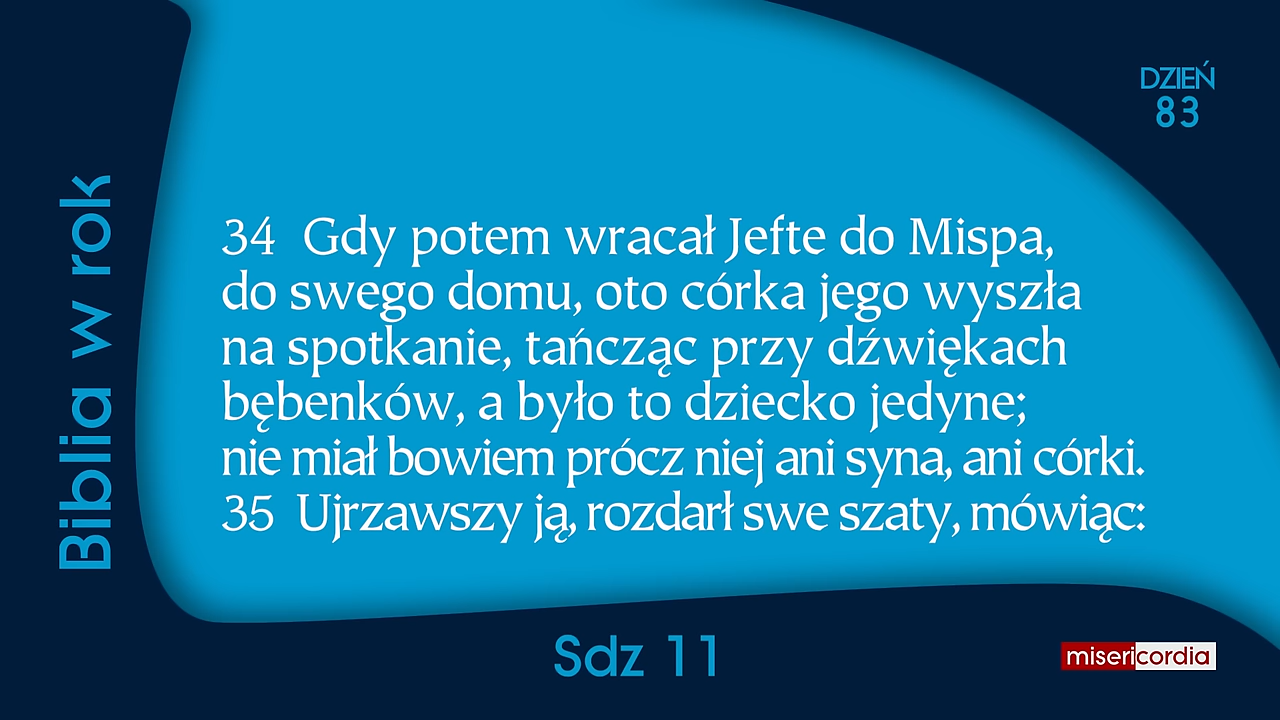 DZIEŃ
83
Biblia w rok
34 Gdy potem wracał Jefte do Mispa,
do swego domu, oto córka jego wyszła
na spotkanie, tańcząc przy dźwiękach
bębenków, a było to dziecko jedyne;
nie miał bowiem prócz niej ani syna, ani córki.
35 Ujrzawszy ją, rozdarł swe szaty, mówiąc:
Sdz 11
misericordia